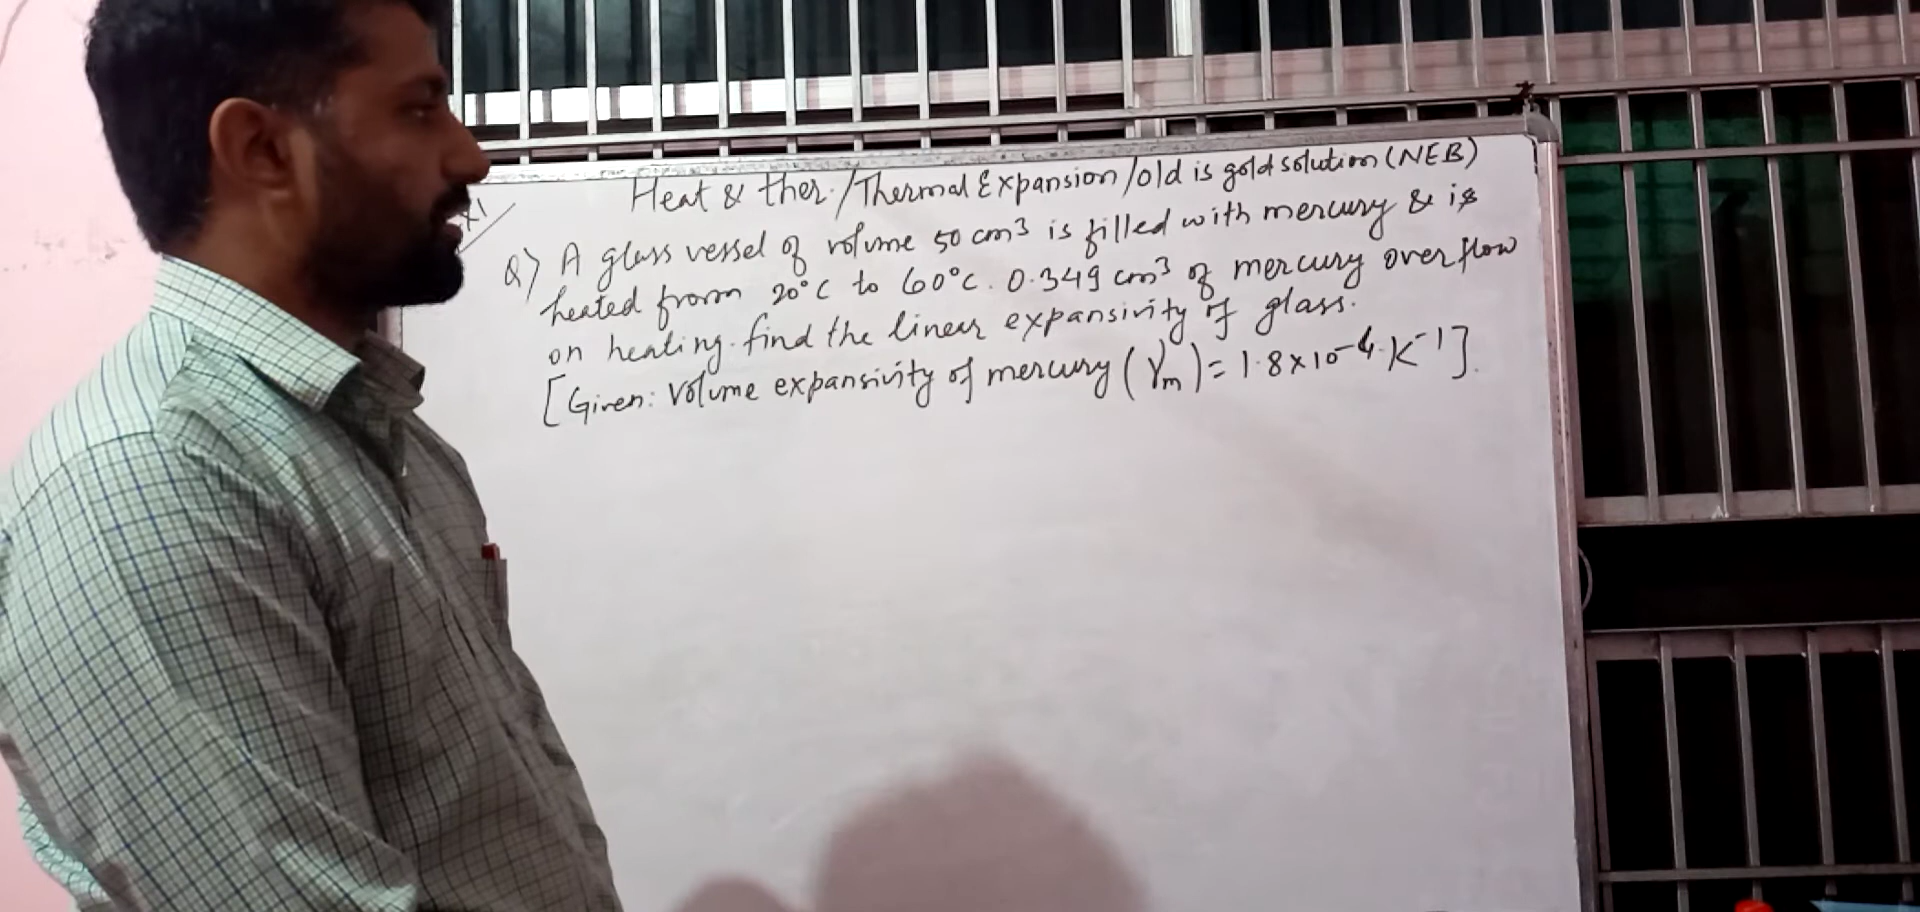 Heat & ther./Thermal Expansion/old is gold solution (NEB)
XI
Q) A glass vessel of volume 50 cm³ is filled with mercury & is
heated from 20°C to 60°C. 0.349 cm³ of mercury overflow
on heating. find the linear expansivity of glass.
[Given: Volume expansivity of mercury (γm) = 1.8×10⁻⁴ K⁻¹].